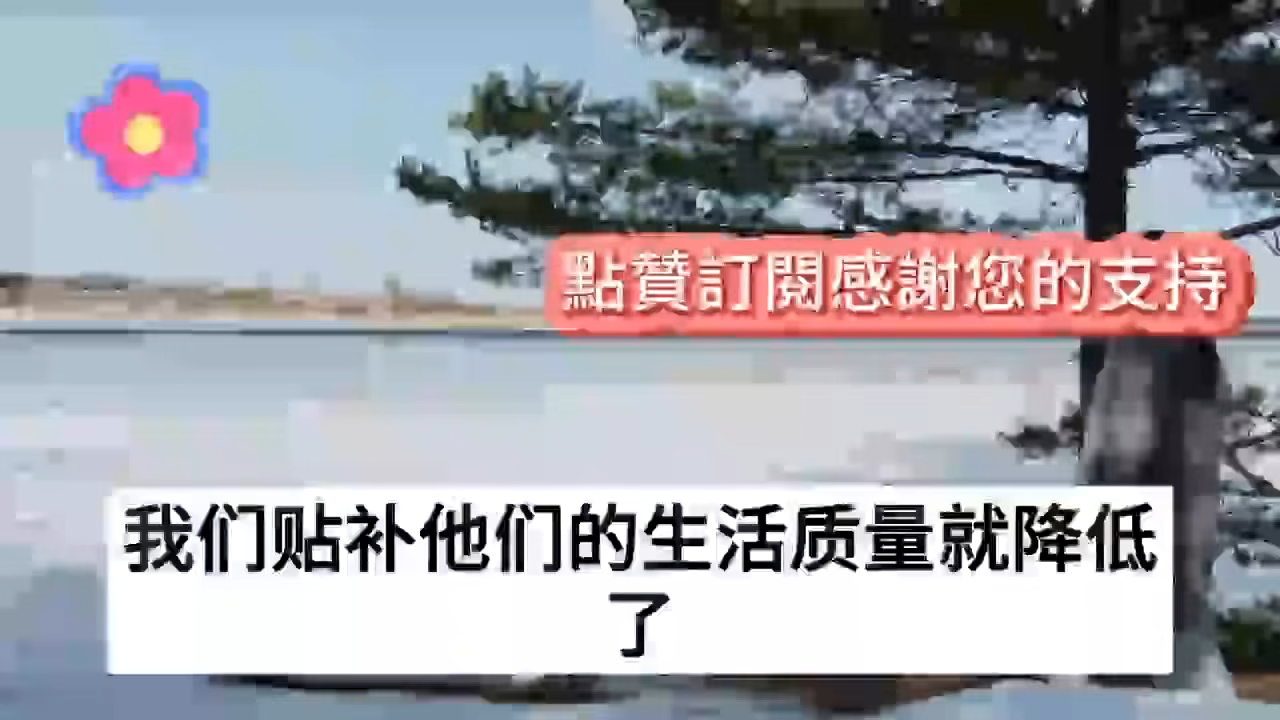 點贊訂閱感謝您的支持
我们贴补他们的生活质量就降低
了